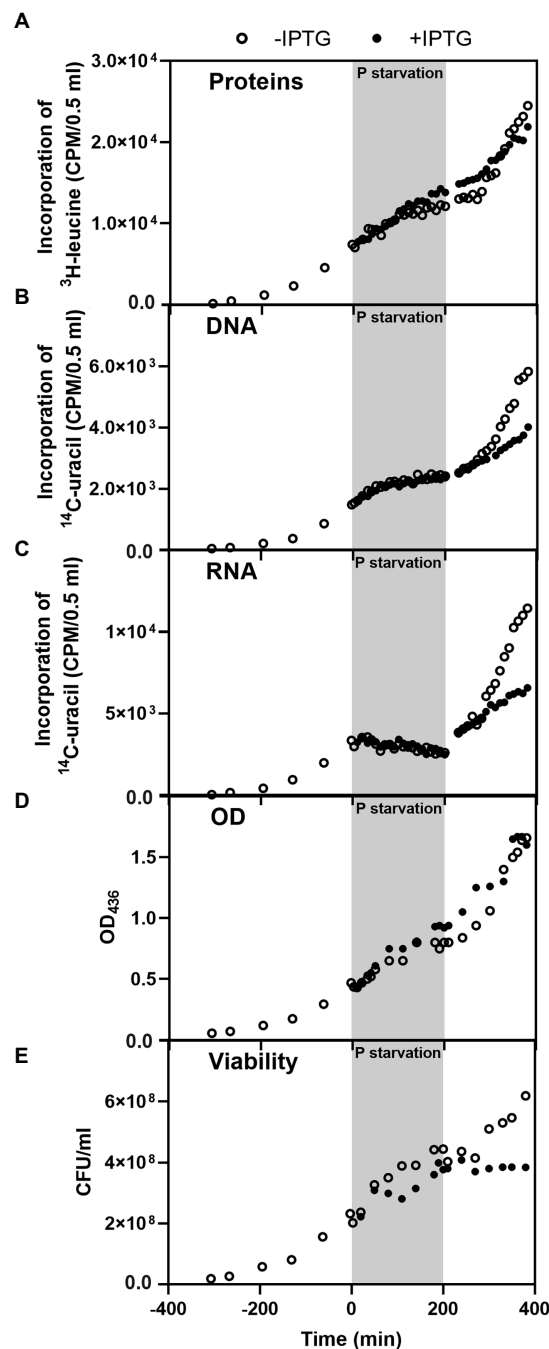 A
-IPTG +IPTG
Proteins
P starvation
Incorporation of
³H-leucine (CPM/0.5 ml)
3.0×10⁴
2.0×10⁴
1.0×10⁴
0.0
B
DNA
P starvation
Incorporation of
¹⁴C-uracil (CPM/0.5 ml)
6.0×10³
4.0×10³
2.0×10³
0.0
C
RNA
P starvation
Incorporation of
¹⁴C-uracil (CPM/0.5 ml)
1×10⁴
5×10³
0.0
D
OD
P starvation
OD₄₃₆
1.5
1.0
0.5
0.0
E
Viability
P starvation
CFU/ml
6×10⁸
4×10⁸
2×10⁸
0.0
-400 -200 0 200 400
Time (min)